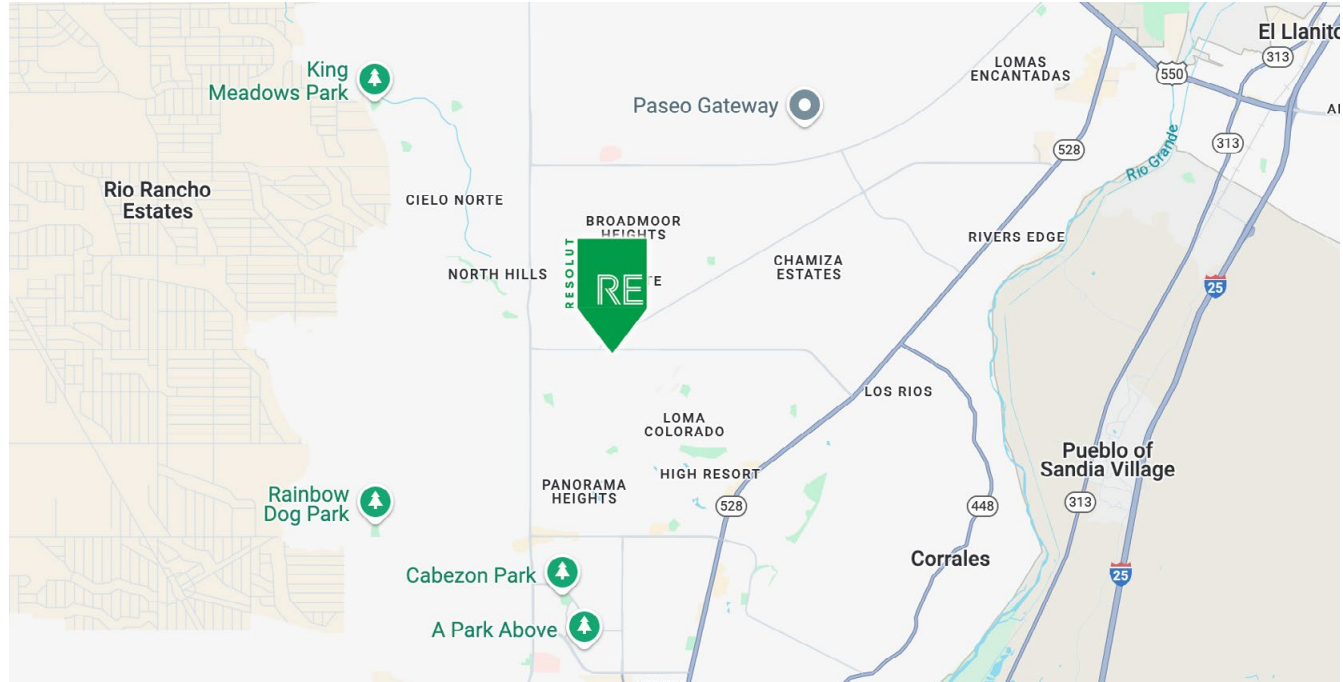 El Llanito
313
LOMAS
ENCANTADAS
550
King
Meadows Park
Paseo Gateway
528
313
Rio Grande
Rio Rancho
Estates
CIELO NORTE
BROADMOOR
HEIGHTS
RIVERS EDGE
NORTH HILLS
CHAMIZA
ESTATES
RESOLUT
RE
TE
25
LOS RIOS
LOMA
COLORADO
Pueblo of
Sandia Village
HIGH RESORT
PANORAMA
HEIGHTS
Rainbow
Dog Park
528
448
313
Corrales
Cabezon Park
25
A Park Above